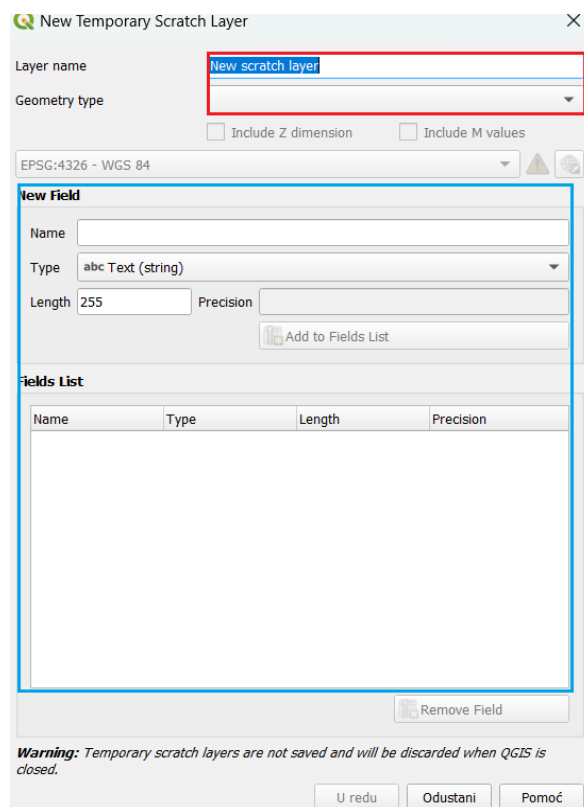 New Temporary Scratch Layer
Layer name New scratch layer
Geometry type
Include Z dimension Include M values
EPSG:4326 - WGS 84
New Field
Name
Type abc Text (string)
Length 255 Precision
Add to Fields List
Fields List
Name Type Length Precision
Remove Field
Warning: Temporary scratch layers are not saved and will be discarded when QGIS is
closed.
U redu Odustani Pomoć